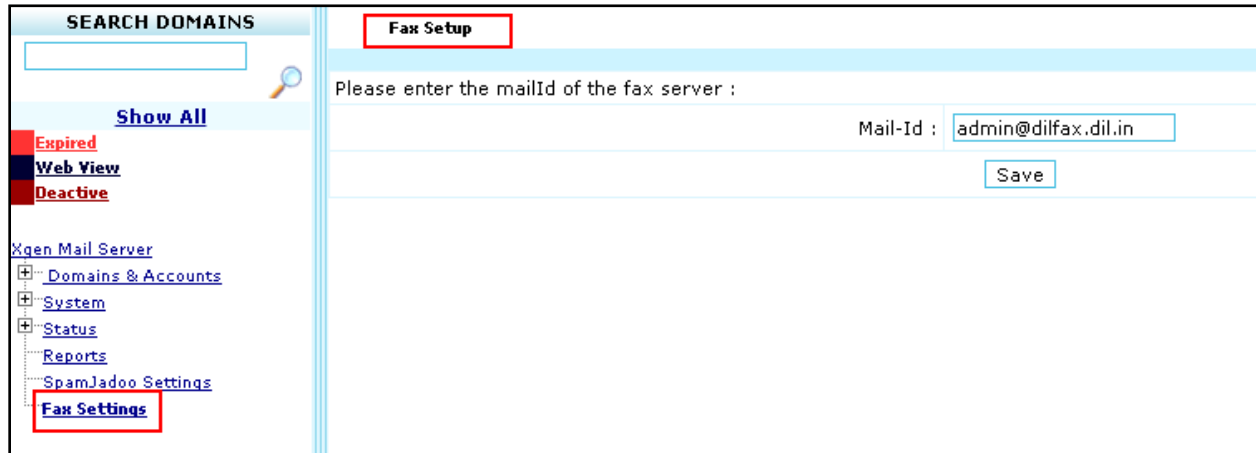 SEARCH DOMAINS
Show All
Expired
Web View
Deactive
Xgen Mail Server
Domains & Accounts
System
Status
Reports
SpamJadoo Settings
Fax Settings
Fax Setup
Please enter the mailId of the fax server :
Mail-Id : admin@dilfax.dil.in
Save